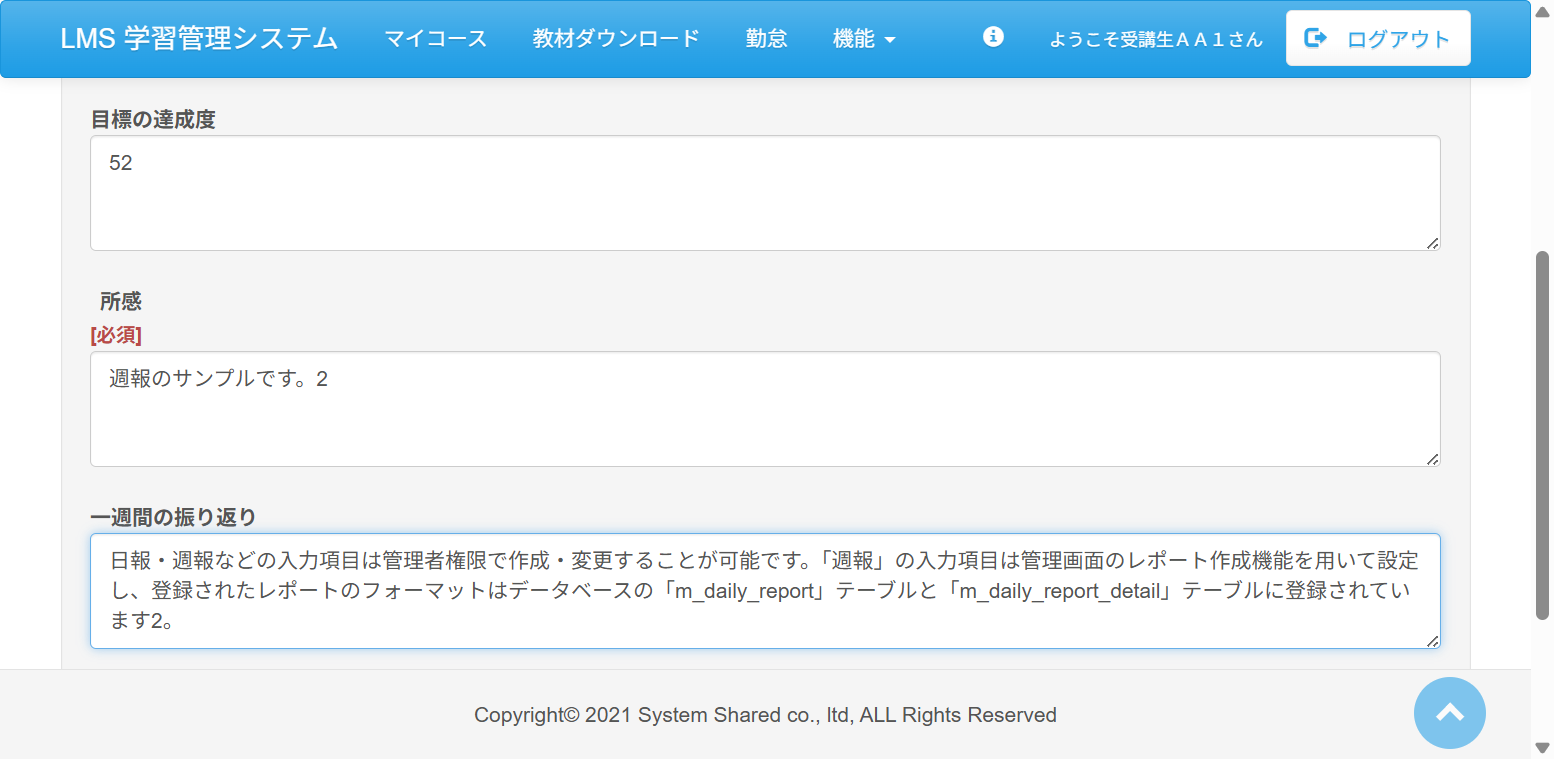 LMS 学習管理システム マイコース 教材ダウンロード 勤怠 機能 ようこそ受講生ＡＡ１さん ログアウト
目標の達成度
52
所感
[必須]
週報のサンプルです。2
一週間の振り返り
日報・週報などの入力項目は管理者権限で作成・変更することが可能です。「週報」の入力項目は管理画面のレポート作成機能を用いて設定
し、登録されたレポートのフォーマットはデータベースの「m_daily_report」テーブルと「m_daily_report_detail」テーブルに登録されてい
ます2。
Copyright© 2021 System Shared co., ltd, ALL Rights Reserved